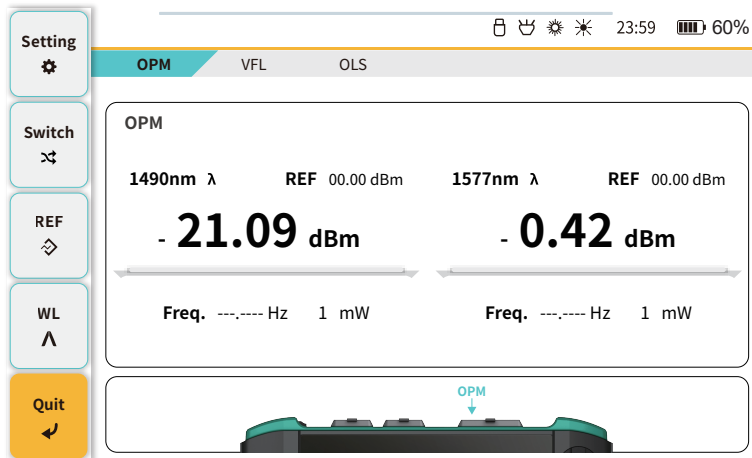 23:59 60%
Setting
OPM VFL OLS
Switch
OPM
1490nm λ REF 00.00 dBm
1577nm λ REF 00.00 dBm
- 21.09 dBm
- 0.42 dBm
REF
Freq. ---.---- Hz 1 mW
Freq. ---.---- Hz 1 mW
WL
Λ
Quit
OPM